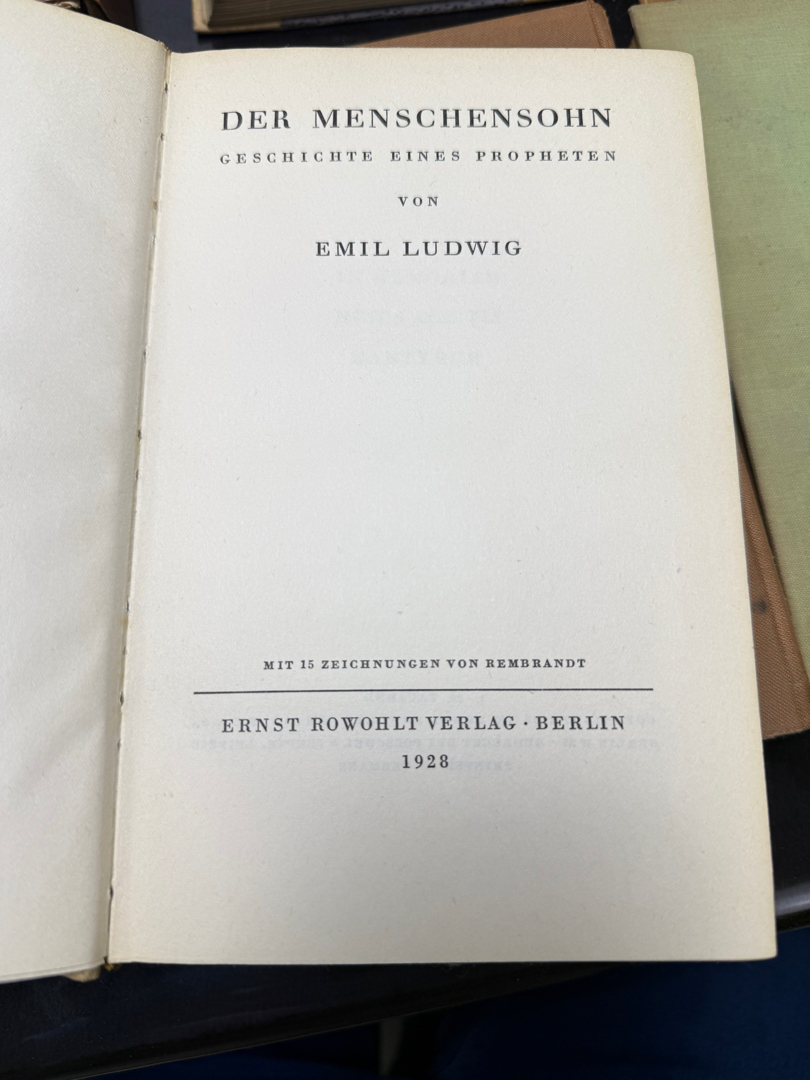 DER MENSCHENSOHN
GESCHICHTE EINES PROPHETEN
VON
EMIL LUDWIG
MIT 15 ZEICHNUNGEN VON REMBRANDT
ERNST ROWOHLT VERLAG · BERLIN
1928